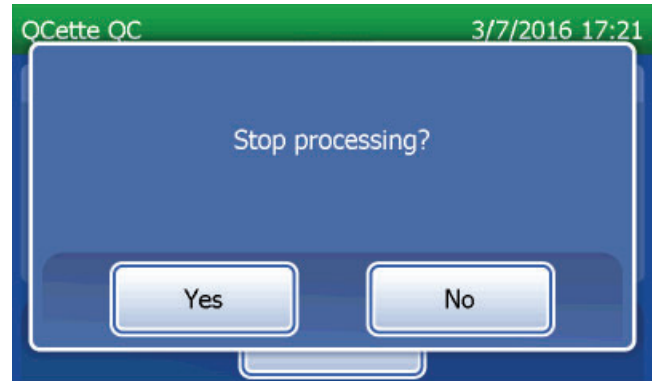 QCette QC 3/7/2016 17:21
Stop processing?
Yes No